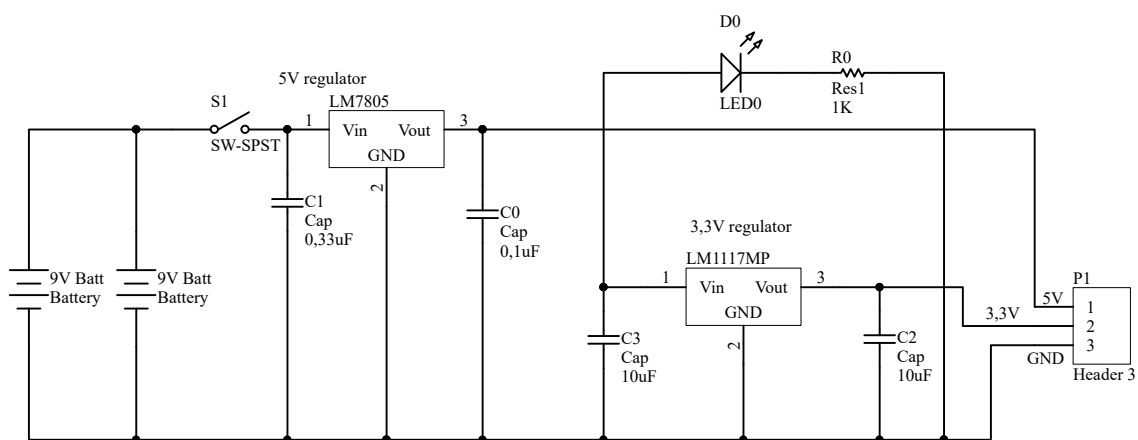 D0
LED0
R0
Res1
1K
5V regulator
S1
SW-SPST
LM7805
1
Vin
Vout
3
GND
2
C1
Cap
0,33uF
C0
Cap
0,1uF
9V Batt
Battery
9V Batt
Battery
3,3V regulator
LM1117MP
1
Vin
Vout
3
GND
2
C3
Cap
10uF
C2
Cap
10uF
P1
5V
1
3,3V
2
GND
3
Header 3